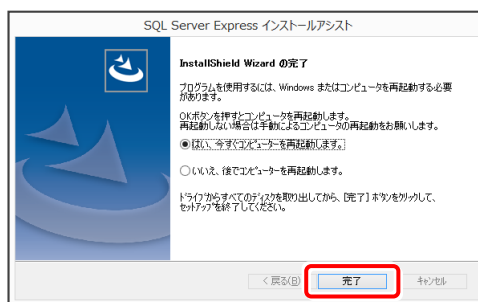 SQL Server Express インストールアシスト
InstallShield Wizard の完了
プログラムを使用するには、Windows またはコンピュータを再起動する必要
があります。
OKボタンを押すとコンピュータを再起動します。
再起動しない場合は手動によるコンピュータの再起動をお願いします。
はい、今すぐコンピューターを再起動します。
いいえ、後でコンピューターを再起動します。
ドライブからすべてのディスクを取り出してから、[完了] ボタンをクリックして、
セットアップを終了してください。
< 戻る(B)
完了
キャンセル